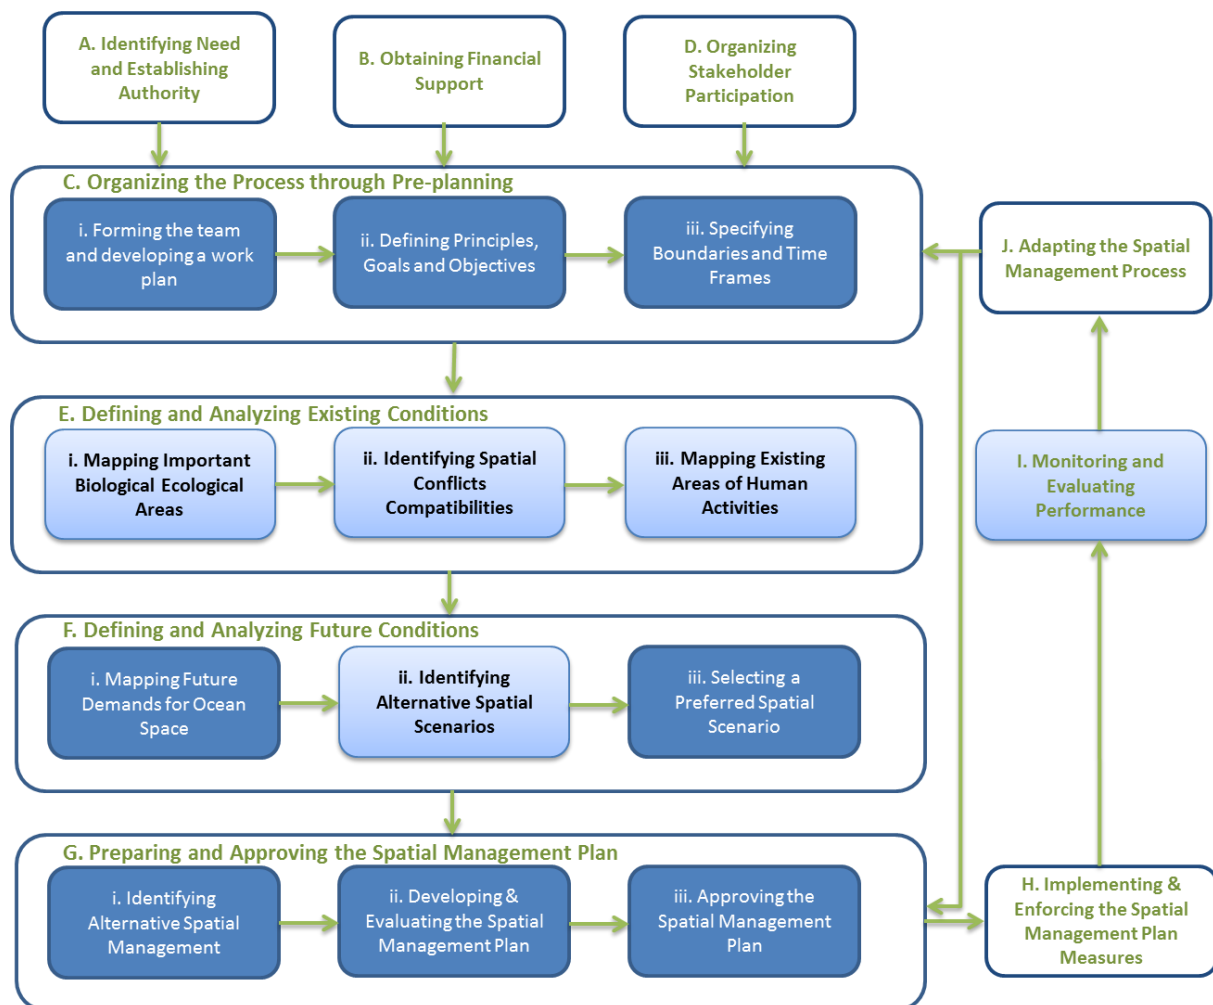 A. Identifying Need
and Establishing
Authority
B. Obtaining Financial
Support
D. Organizing
Stakeholder
Participation
C. Organizing the Process through Pre-planning
i. Forming the team
and developing a work
plan
ii. Defining Principles,
Goals and Objectives
iii. Specifying
Boundaries and Time
Frames
J. Adapting the Spatial
Management Process
E. Defining and Analyzing Existing Conditions
i. Mapping Important
Biological Ecological
Areas
ii. Identifying Spatial
Conflicts
Compatibilities
iii. Mapping Existing
Areas of Human
Activities
I. Monitoring and
Evaluating
Performance
F. Defining and Analyzing Future Conditions
i. Mapping Future
Demands for Ocean
Space
ii. Identifying
Alternative Spatial
Scenarios
iii. Selecting a
Preferred Spatial
Scenario
G. Preparing and Approving the Spatial Management Plan
i. Identifying
Alternative Spatial
Management
ii. Developing &
Evaluating the Spatial
Management Plan
iii. Approving the
Spatial Management
Plan
H. Implementing &
Enforcing the Spatial
Management Plan
Measures